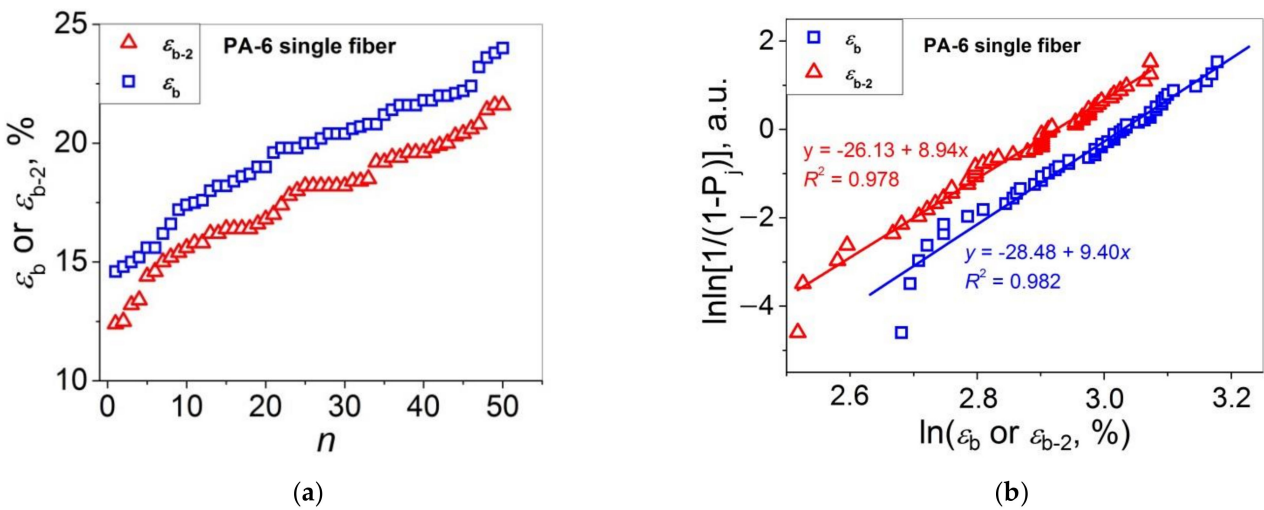 25
20
15
10
ε_b or ε_b-2, %
ε_b-2
ε_b
PA-6 single fiber
0 10 20 30 40 50
n
(a)
2
0
−2
−4
lnln[1/(1-P_j)], a.u.
ε_b
ε_b-2
PA-6 single fiber
y = -26.13 + 8.94x
R² = 0.978
y = -28.48 + 9.40x
R² = 0.982
2.6 2.8 3.0 3.2
ln(ε_b or ε_b-2, %)
(b)